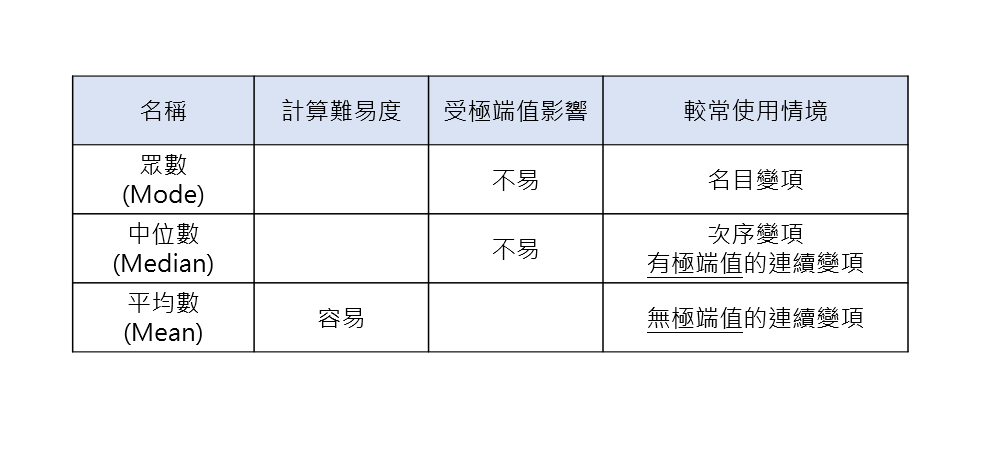 名稱 計算難易度 受極端值影響 較常使用情境
眾數
(Mode)
不易
名目變項
中位數
(Median)
不易
次序變項
有極端值的連續變項
平均數
(Mean)
容易
無極端值的連續變項